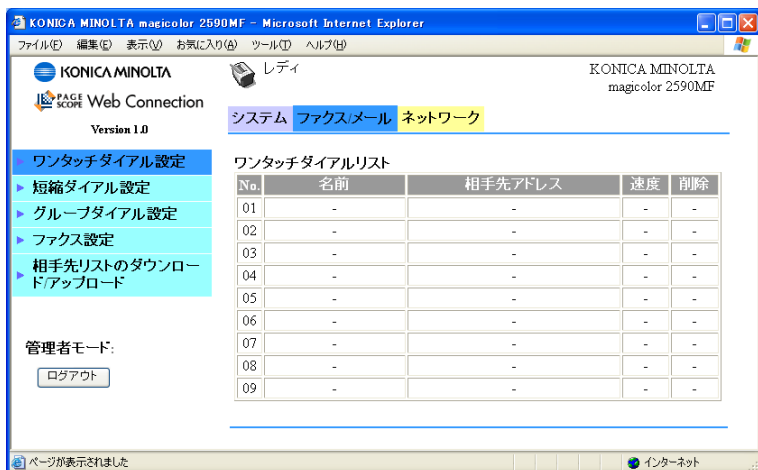 KONICA MINOLTA magicolor 2590MF - Microsoft Internet Explorer
ファイル(F) 編集(E) 表示(V) お気に入り(A) ツール(T) ヘルプ(H)
KONICA MINOLTA
レディ
KONICA MINOLTA
magicolor 2590MF
PAGE SCOPE Web Connection
Version 1.0
システム ファクス/メール ネットワーク
ワンタッチダイアル設定
短縮ダイアル設定
グループダイアル設定
ファクス設定
相手先リストのダウンロー
ド/アップロード
管理者モード:
ログアウト
ワンタッチダイアルリスト
No. 名前 相手先アドレス 速度 削除
01 - - - -
02 - - - -
03 - - - -
04 - - - -
05 - - - -
06 - - - -
07 - - - -
08 - - - -
09 - - - -
ページが表示されました インターネット